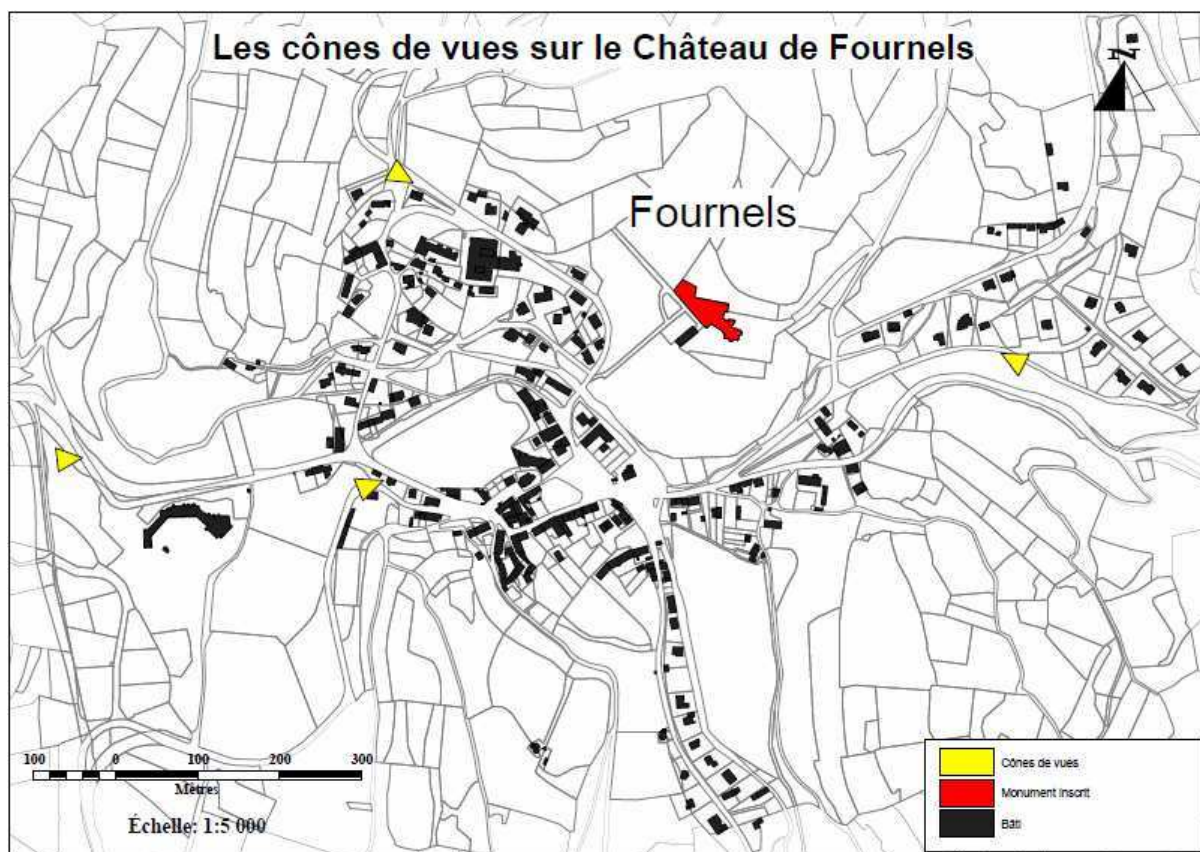 Les cônes de vues sur le Château de Fournels
N
Fournels
100 0 100 200 300
Mètres
Échelle: 1:5 000
Cônes de vues
Monument Inscrit
Bâti